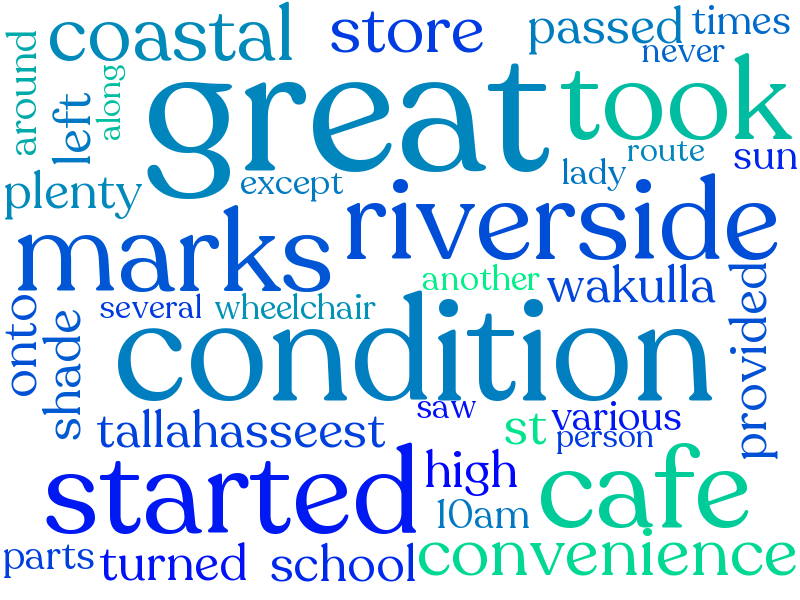 coastal
store
passed
times
never
around
along
left
great
took
route
sun
lady
except
plenty
riverside
marks
another
wakulla
several
wheelchair
onto
shade
condition
provided
saw
various
st
person
tallahasseest
started
high
10am
cafe
convenience
parts
turned
school